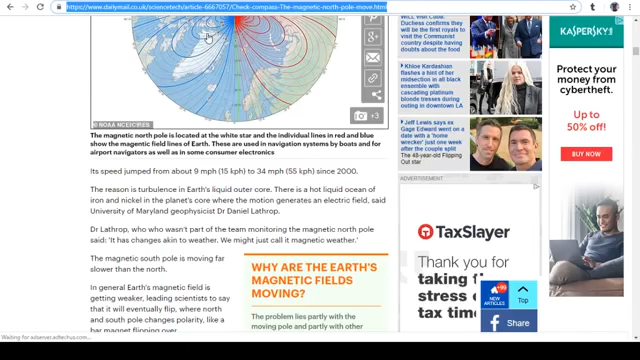 https://www.dailymail.co.uk/sciencetech/article-6667057/Check-compass-The-magnetic-north-pole-move.html
© NOAA NCEI/CIRES
+3
The magnetic north pole is located at the white star and the individual lines in red and blue
show the magnetic field lines of Earth. These are used in navigation systems by boats and for
airport navigators as well as in some consumer electronics
Its speed jumped from about 9 mph (15 kph) to 34 mph (55 kph) since 2000.
The reason is turbulence in Earth's liquid outer core. There is a hot liquid ocean of
iron and nickel in the planet's core where the motion generates an electric field, said
University of Maryland geophysicist Dr Daniel Lathrop.
Dr Lathrop, who who wasn't part of the team monitoring the magnetic north pole
said: 'It has changes akin to weather. We might just call it magnetic weather.'
The magnetic south pole is moving far
slower than the north.
In general Earth's magnetic field is
getting weaker, leading scientists to say
that it will eventually flip, where north
and south pole changes polarity, like a
bar magnet flipping over.
WHY ARE THE EARTH'S
MAGNETIC FIELDS
MOVING?
The problem lies partly with the
moving pole and partly with other
WILL visit Cuba:
Duchess confirms they
will be the first royals to
visit the Communist
country despite having
doubts about the food
Khloe Kardashian
flashes a hint of her
midsection in all black
ensemble with
cascading platinum
blonde tresses during
outing in downtown LA
Jeff Lewis says ex
Gage Edward went on a
date with a 'home
wrecker' just one week
after the couple split
The 48-year-old Flipping
Out star
ADVERTISEMENT
TaxSlayer
Thank you for
taking the
stress o
tax time
+99
NEW
ARTICLES
Top
Share
KASPERSKY
Protect your
money from
cybertheft.
Up to
50% off!
BUY NOW
Waiting for adserver.adtechus.com...